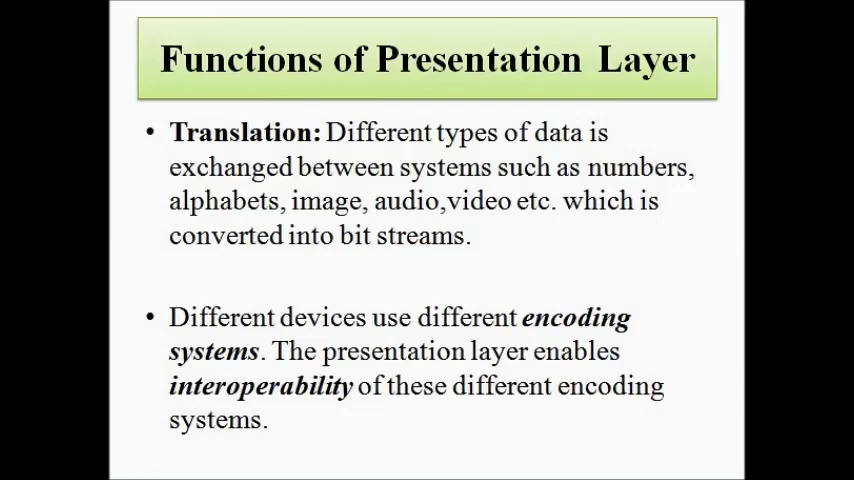 Functions of Presentation Layer
• Translation: Different types of data is
exchanged between systems such as numbers,
alphabets, image, audio,video etc. which is
converted into bit streams.
• Different devices use different encoding
systems. The presentation layer enables
interoperability of these different encoding
systems.